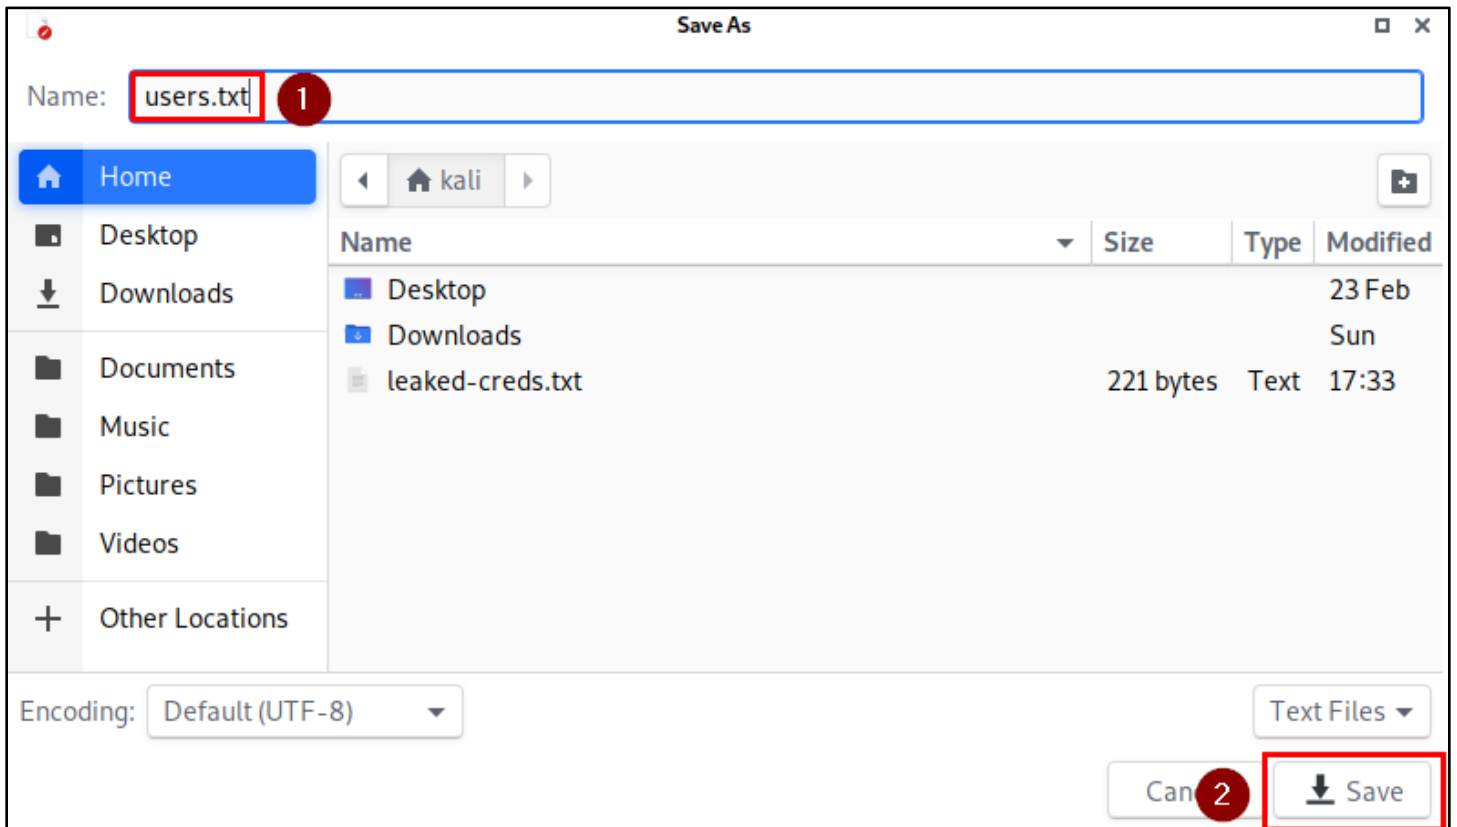 Save As
Name: users.txt 1
Home
Desktop
Downloads
Documents
Music
Pictures
Videos
Other Locations
kali
Name Size Type Modified
Desktop 23 Feb
Downloads Sun
leaked-creds.txt 221 bytes Text 17:33
Encoding: Default (UTF-8) Text Files
Can 2 Save